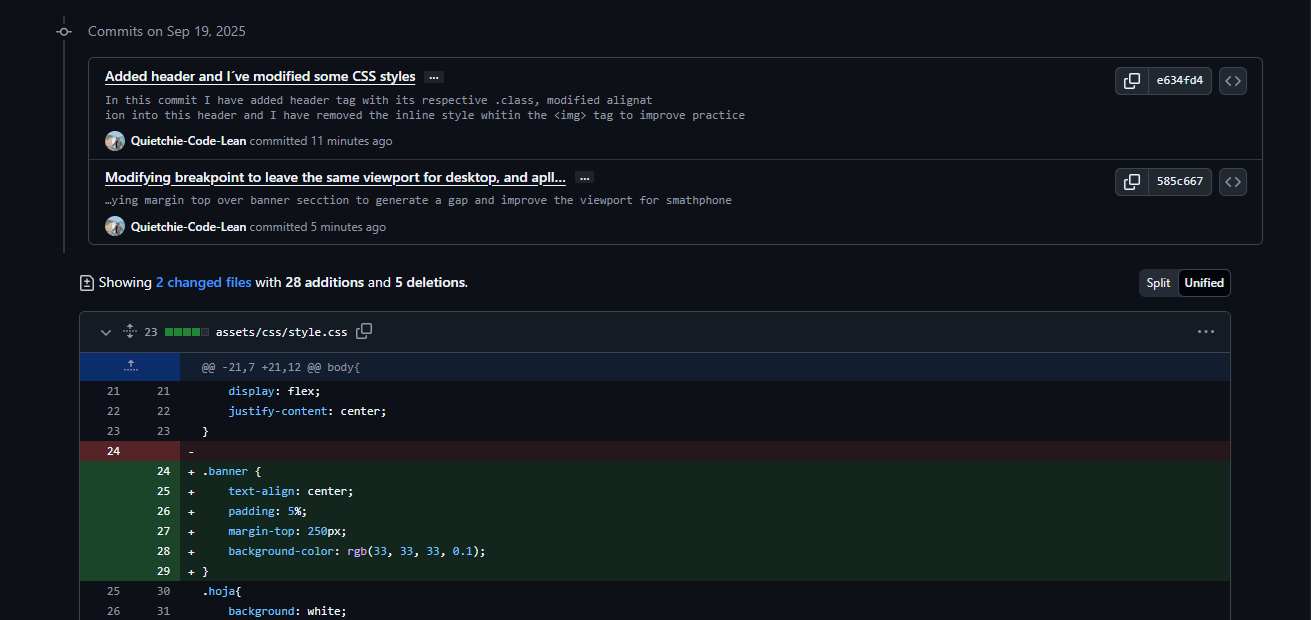 Commits on Sep 19, 2025
Added header and I´ve modified some CSS styles ...
e634fd4
In this commit I have added header tag with its respective .class, modified alignat
ion into this header and I have removed the inline style whitin the <img> tag to improve practice
Quietchie-Code-Lean committed 11 minutes ago
Modifying breakpoint to leave the same viewport for desktop, and apll... ...
585c667
…ying margin top over banner secction to generate a gap and improve the viewport for smathphone
Quietchie-Code-Lean committed 5 minutes ago
Showing 2 changed files with 28 additions and 5 deletions.
Split Unified
23 assets/css/style.css
@@ -21,7 +21,12 @@ body{
21 21 display: flex;
22 22 justify-content: center;
23 23 }
24 -
24 + .banner {
25 + text-align: center;
26 + padding: 5%;
27 + margin-top: 250px;
28 + background-color: rgb(33, 33, 33, 0.1);
29 + }
25 30 .hoja{
26 31 background: white;